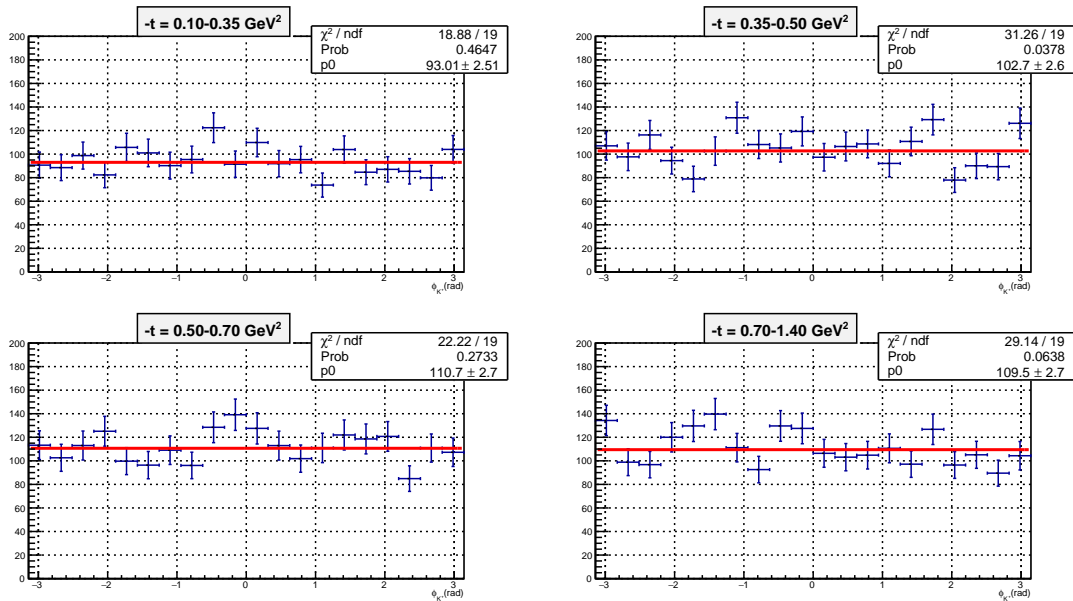 -t = 0.10-0.35 GeV²
χ² / ndf 18.88 / 19
Prob 0.4647
p0 93.01 ± 2.51
200
180
160
140
120
100
80
60
40
20
0
−3 −2 −1 0 1 2 3
ϕK⁺(rad)
-t = 0.35-0.50 GeV²
χ² / ndf 31.26 / 19
Prob 0.0378
p0 102.7 ± 2.6
200
180
160
140
120
100
80
60
40
20
0
−3 −2 −1 0 1 2 3
ϕK⁺(rad)
-t = 0.50-0.70 GeV²
χ² / ndf 22.22 / 19
Prob 0.2733
p0 110.7 ± 2.7
200
180
160
140
120
100
80
60
40
20
0
−3 −2 −1 0 1 2 3
ϕK⁺(rad)
-t = 0.70-1.40 GeV²
χ² / ndf 29.14 / 19
Prob 0.0638
p0 109.5 ± 2.7
200
180
160
140
120
100
80
60
40
20
0
−3 −2 −1 0 1 2 3
ϕK⁺(rad)